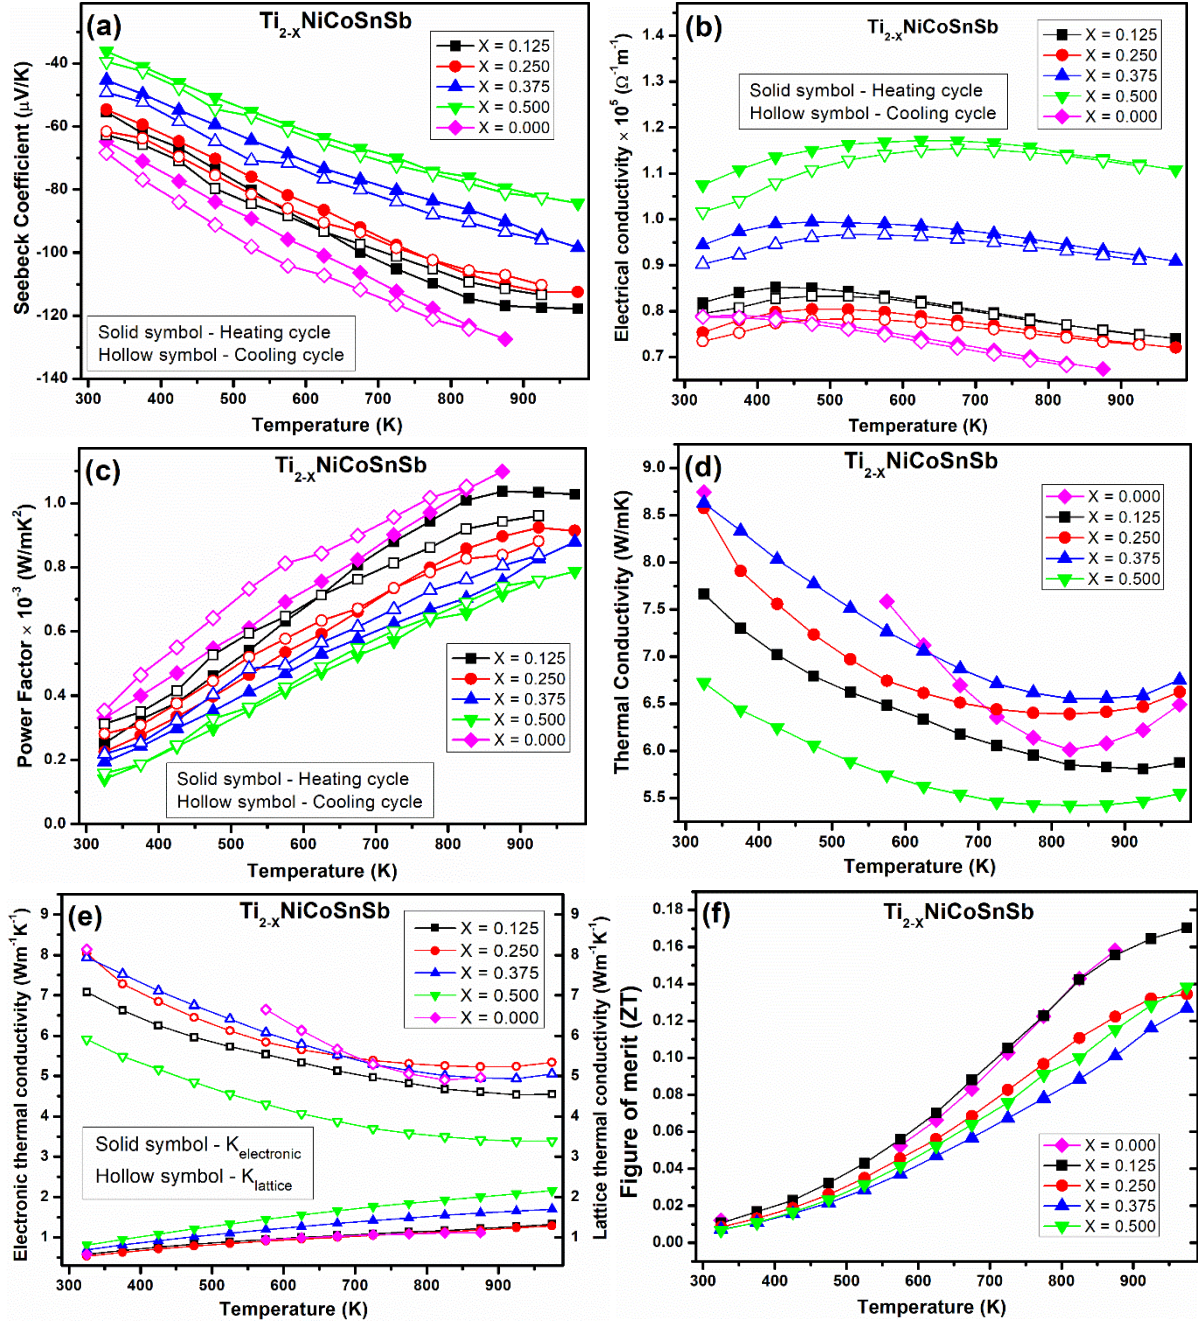 (a)
Ti2-XNiCoSnSb
X = 0.125
X = 0.250
X = 0.375
X = 0.500
X = 0.000
Solid symbol - Heating cycle
Hollow symbol - Cooling cycle
Seebeck Coefficient (μV/K)
-40
-60
-80
-100
-120
-140
300 400 500 600 700 800 900
Temperature (K)
(b)
Ti2-XNiCoSnSb
X = 0.125
X = 0.250
X = 0.375
X = 0.500
X = 0.000
Solid symbol - Heating cycle
Hollow symbol - Cooling cycle
Electrical conductivity × 10⁵ (Ω⁻¹m⁻¹)
1.4
1.3
1.2
1.1
1.0
0.9
0.8
0.7
300 400 500 600 700 800 900
Temperature (K)
(c)
Ti2-XNiCoSnSb
X = 0.125
X = 0.250
X = 0.375
X = 0.500
X = 0.000
Solid symbol - Heating cycle
Hollow symbol - Cooling cycle
Power Factor × 10⁻³ (W/mK²)
1.0
0.8
0.6
0.4
0.2
0.0
300 400 500 600 700 800 900
Temperature (K)
(d)
Ti2-XNiCoSnSb
X = 0.000
X = 0.125
X = 0.250
X = 0.375
X = 0.500
Thermal Conductivity (W/mK)
9.0
8.5
8.0
7.5
7.0
6.5
6.0
5.5
300 400 500 600 700 800 900
Temperature (K)
(e)
Ti2-XNiCoSnSb
X = 0.125
X = 0.250
X = 0.375
X = 0.500
X = 0.000
Solid symbol - Kelectronic
Hollow symbol - Klattice
Electronic thermal conductivity (Wm⁻¹K⁻¹)
9
8
7
6
5
4
3
2
1
Lattice thermal conductivity (Wm⁻¹K⁻¹)
9
8
7
6
5
4
3
2
1
300 400 500 600 700 800 900
Temperature (K)
(f)
Ti2-XNiCoSnSb
X = 0.000
X = 0.125
X = 0.250
X = 0.375
X = 0.500
Figure of merit (ZT)
0.18
0.16
0.14
0.12
0.10
0.08
0.06
0.04
0.02
0.00
300 400 500 600 700 800 900
Temperature (K)